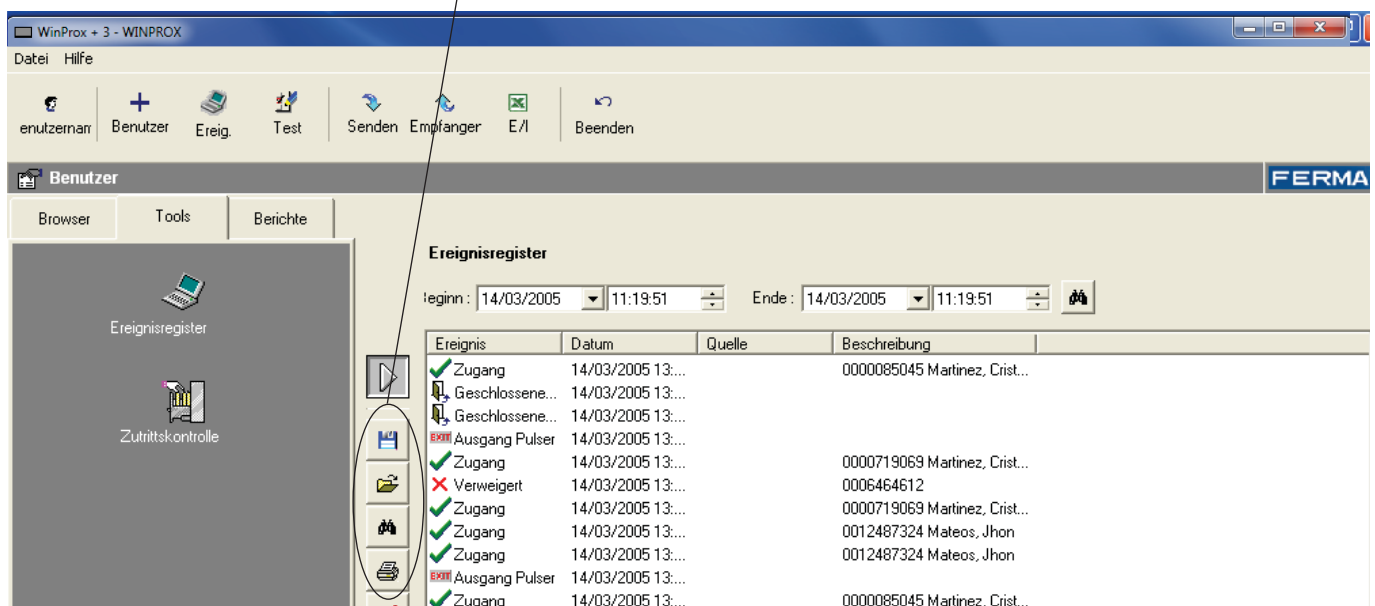 WinProx + 3 - WINPROX
Datei Hilfe
enutzernam Benutzer Ereig. Test Senden Empfanger E/I Beenden
Benutzer FERMA
Browser Tools Berichte
Ereignisregister
Beginn : 14/03/2005 11:19:51 Ende : 14/03/2005 11:19:51
Ereignisregister
Zutrittskontrolle
Ereignis Datum Quelle Beschreibung
Zugang 14/03/2005 13:... 0000085045 Martinez, Crist...
Geschlossene... 14/03/2005 13:...
Geschlossene... 14/03/2005 13:...
EXIT Ausgang Pulser 14/03/2005 13:...
Zugang 14/03/2005 13:... 0000719069 Martinez, Crist...
Verweigert 14/03/2005 13:... 0006464612
Zugang 14/03/2005 13:... 0000719069 Martinez, Crist...
Zugang 14/03/2005 13:... 0012487324 Mateos, Jhon
Zugang 14/03/2005 13:... 0012487324 Mateos, Jhon
EXIT Ausgang Pulser 14/03/2005 13:...
Zugang 14/03/2005 13:... 0000085045 Martinez, Crist...